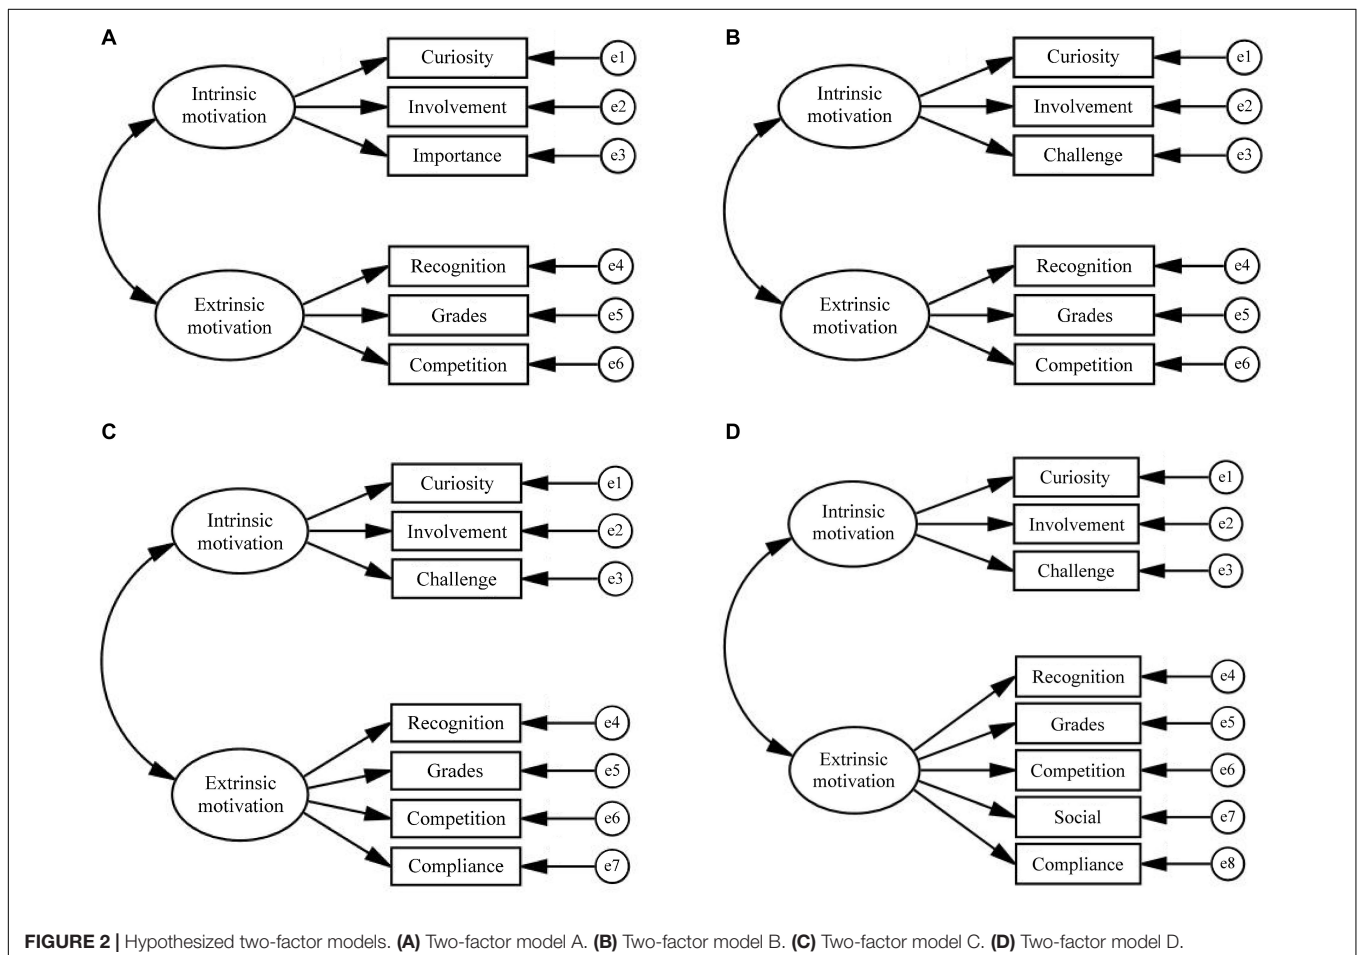 A
Intrinsic
motivation
Curiosity
e1
Involvement
e2
Importance
e3
Extrinsic
motivation
Recognition
e4
Grades
e5
Competition
e6
B
Intrinsic
motivation
Curiosity
e1
Involvement
e2
Challenge
e3
Extrinsic
motivation
Recognition
e4
Grades
e5
Competition
e6
C
Intrinsic
motivation
Curiosity
e1
Involvement
e2
Challenge
e3
Extrinsic
motivation
Recognition
e4
Grades
e5
Competition
e6
Compliance
e7
D
Intrinsic
motivation
Curiosity
e1
Involvement
e2
Challenge
e3
Extrinsic
motivation
Recognition
e4
Grades
e5
Competition
e6
Social
e7
Compliance
e8
FIGURE 2 | Hypothesized two-factor models. (A) Two-factor model A. (B) Two-factor model B. (C) Two-factor model C. (D) Two-factor model D.